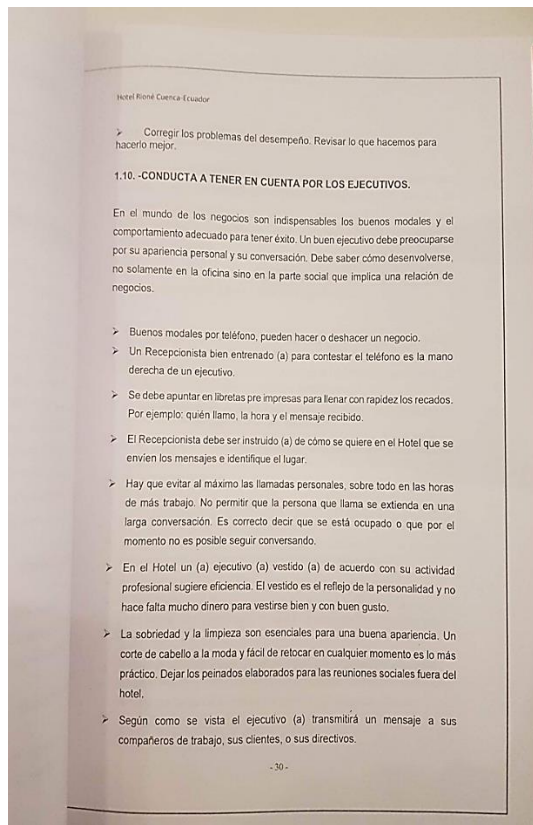 Hotel Rioné Cuenca-Ecuador
➢ Corregir los problemas del desempeño. Revisar lo que hacemos para
hacerlo mejor.
1.10. -CONDUCTA A TENER EN CUENTA POR LOS EJECUTIVOS.
En el mundo de los negocios son indispensables los buenos modales y el
comportamiento adecuado para tener éxito. Un buen ejecutivo debe preocuparse
por su apariencia personal y su conversación. Debe saber cómo desenvolverse,
no solamente en la oficina sino en la parte social que implica una relación de
negocios.
➢ Buenos modales por teléfono, pueden hacer o deshacer un negocio.
➢ Un Recepcionista bien entrenado (a) para contestar el teléfono es la mano
derecha de un ejecutivo.
➢ Se debe apuntar en libretas pre impresas para llenar con rapidez los recados.
Por ejemplo: quién llamo, la hora y el mensaje recibido.
➢ El Recepcionista debe ser instruido (a) de cómo se quiere en el Hotel que se
envíen los mensajes e identifique el lugar.
➢ Hay que evitar al máximo las llamadas personales, sobre todo en las horas
de más trabajo. No permitir que la persona que llama se extienda en una
larga conversación. Es correcto decir que se está ocupado o que por el
momento no es posible seguir conversando.
➢ En el Hotel un (a) ejecutivo (a) vestido (a) de acuerdo con su actividad
profesional sugiere eficiencia. El vestido es el reflejo de la personalidad y no
hace falta mucho dinero para vestirse bien y con buen gusto.
➢ La sobriedad y la limpieza son esenciales para una buena apariencia. Un
corte de cabello a la moda y fácil de retocar en cualquier momento es lo más
práctico. Dejar los peinados elaborados para las reuniones sociales fuera del
hotel.
➢ Según como se vista el ejecutivo (a) transmitirá un mensaje a sus
compañeros de trabajo, sus clientes, o sus directivos.
- 30 -